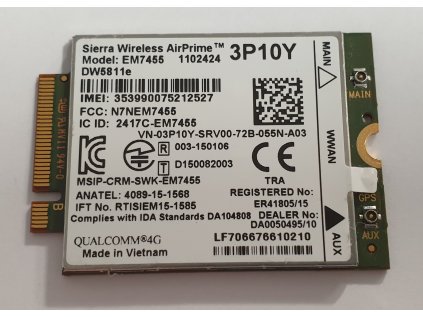 Sierra Wireless AirPrime™ 3P10Y
Model: EM7455 1102424
DW5811e
IMEI: 353990075212527
FCC: N7NEM7455
IC ID: 2417C-EM7455
VN-03P10Y-SRV00-72B-055N-A03
R 003-150106
T D150082003
MSIP-CRM-SWK-EM7455
TRA
ANATEL: 4089-15-1568
REGISTERED No:
IFT No. RTISIEM15-1585
ER41805/15
Complies with IDA Standards DA104808
DEALER No:
DA0050495/10
QUALCOMM®4G
LF706676610210
Made in Vietnam
MAIN
WWAN
AUX
MAIN
GPS
AUX